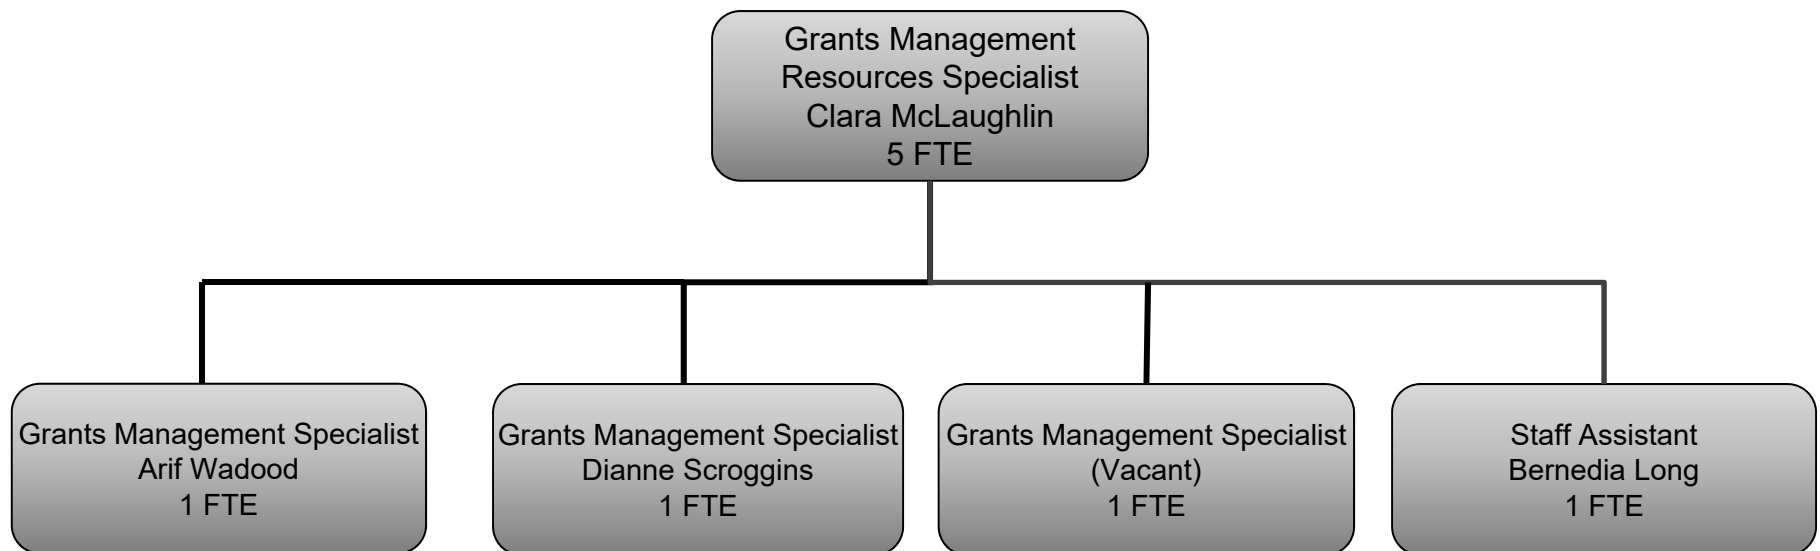 Grants Management
Resources Specialist
Clara McLaughlin
5 FTE
Grants Management Specialist
Arif Wadood
1 FTE
Grants Management Specialist
Dianne Scroggins
1 FTE
Grants Management Specialist
(Vacant)
1 FTE
Staff Assistant
Bernedia Long
1 FTE